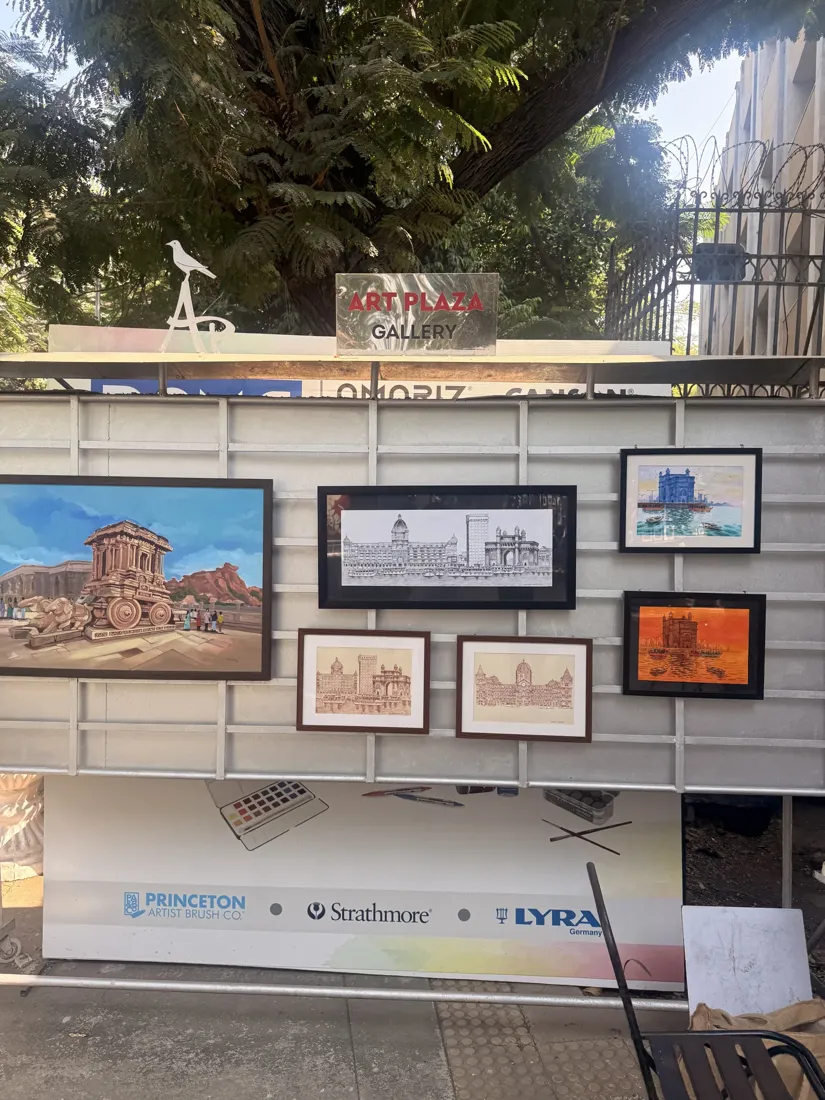 ART PLAZA
GALLERY
PRINCETON
ARTIST BRUSH CO.
Strathmore®
LYRA
Germany